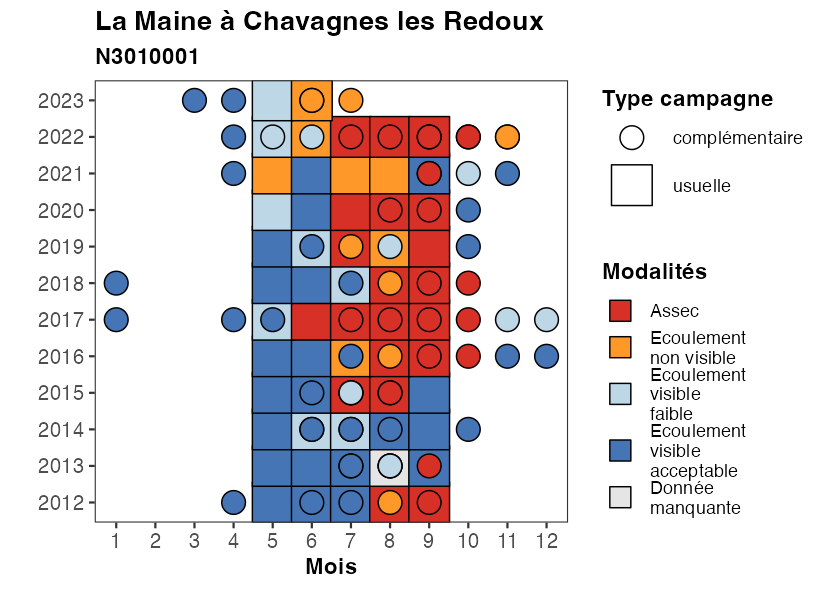 La Maine à Chavagnes les Redoux
N3010001
2023
2022
2021
2020
2019
2018
2017
2016
2015
2014
2013
2012
1 2 3 4 5 6 7 8 9 10 11 12
Mois
Type campagne
complémentaire
usuelle
Modalités
Assec
Ecoulement
non visible
Ecoulement
visible
faible
Ecoulement
visible
acceptable
Donnée
manquante